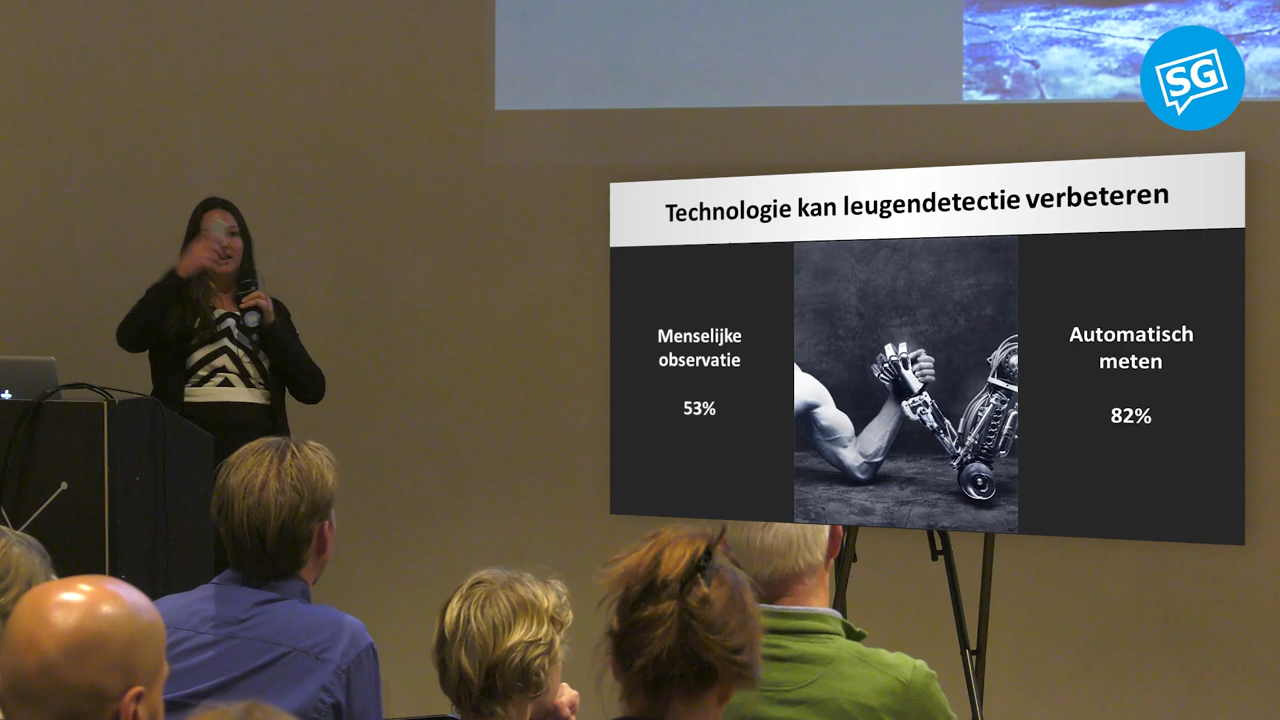 SG
Technologie kan leugendetectie verbeteren
Menselijke
observatie
53%
Automatisch
meten
82%